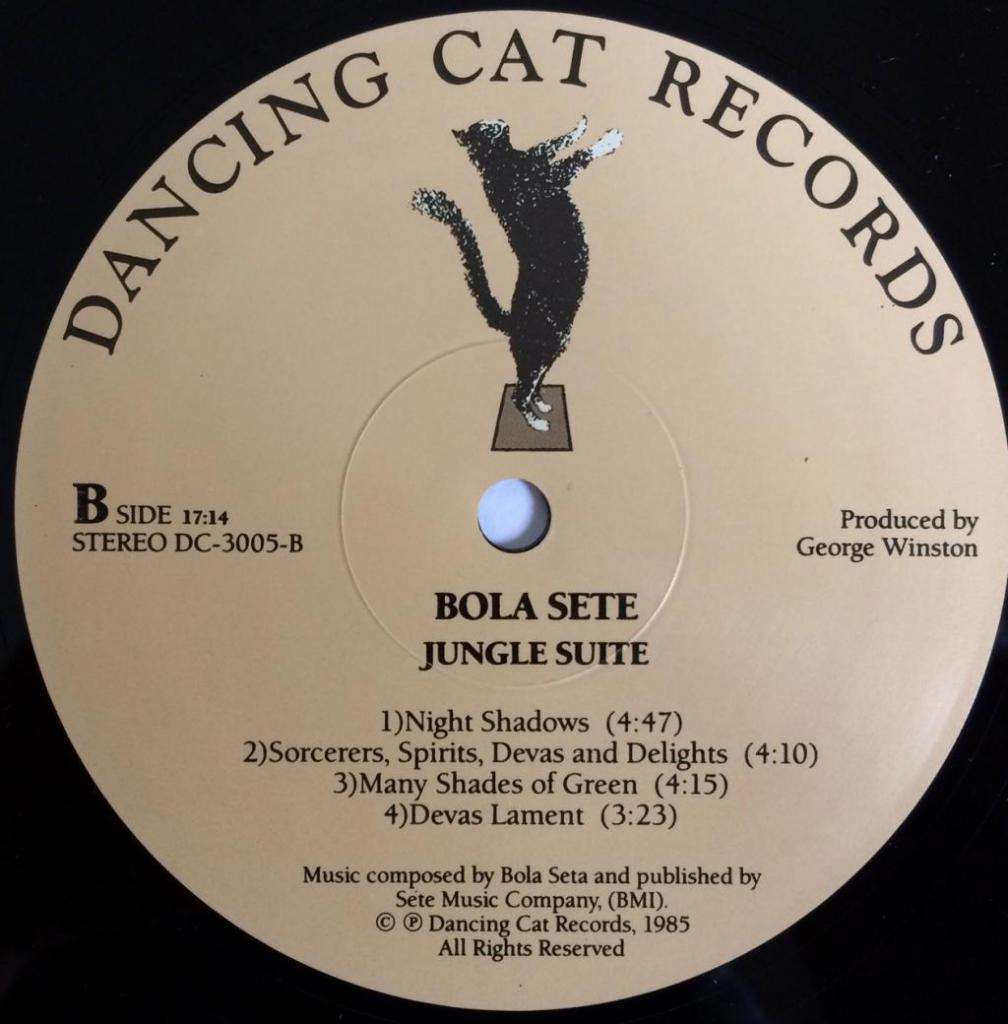 DANCING CAT RECORDS
B SIDE 17:14
STEREO DC-3005-B
Produced by
George Winston
BOLA SETE
JUNGLE SUITE
1)Night Shadows (4:47)
2)Sorcerers, Spirits, Devas and Delights (4:10)
3)Many Shades of Green (4:15)
4)Devas Lament (3:23)
Music composed by Bola Seta and published by
Sete Music Company, (BMI).
© ℗ Dancing Cat Records, 1985
All Rights Reserved